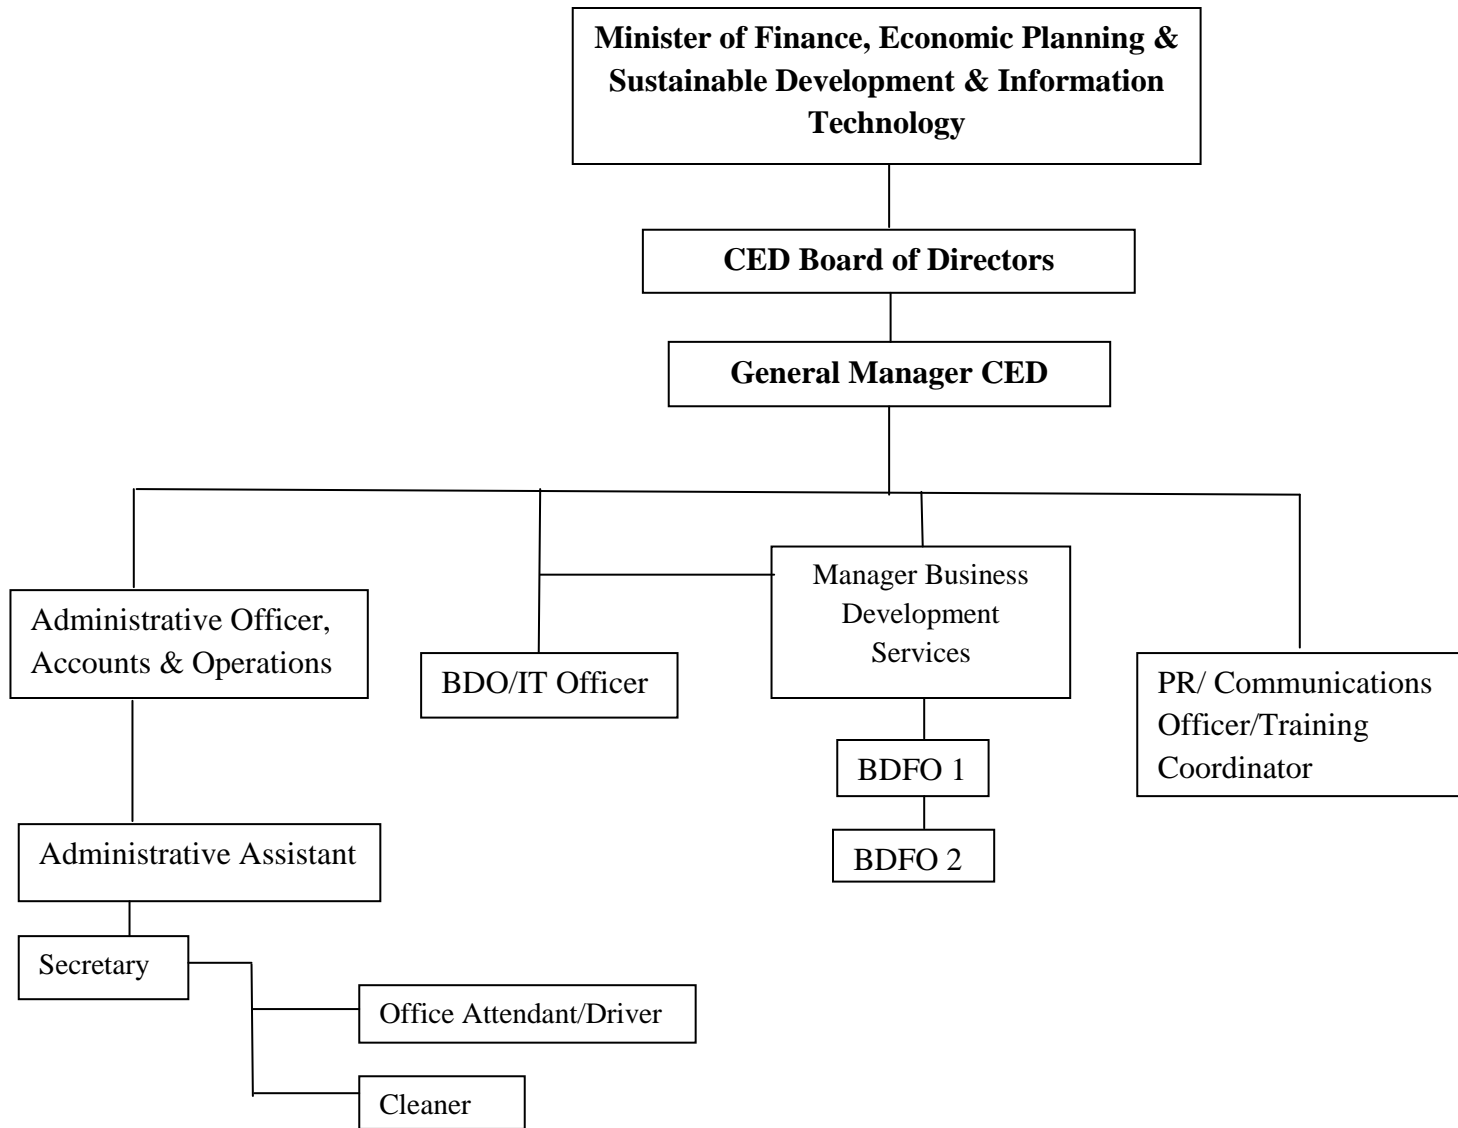 Minister of Finance, Economic Planning &
Sustainable Development & Information
Technology
CED Board of Directors
General Manager CED
Manager Business
Development
Services
Administrative Officer,
Accounts & Operations
BDO/IT Officer
PR/ Communications
Officer/Training
Coordinator
BDFO 1
BDFO 2
Administrative Assistant
Secretary
Office Attendant/Driver
Cleaner